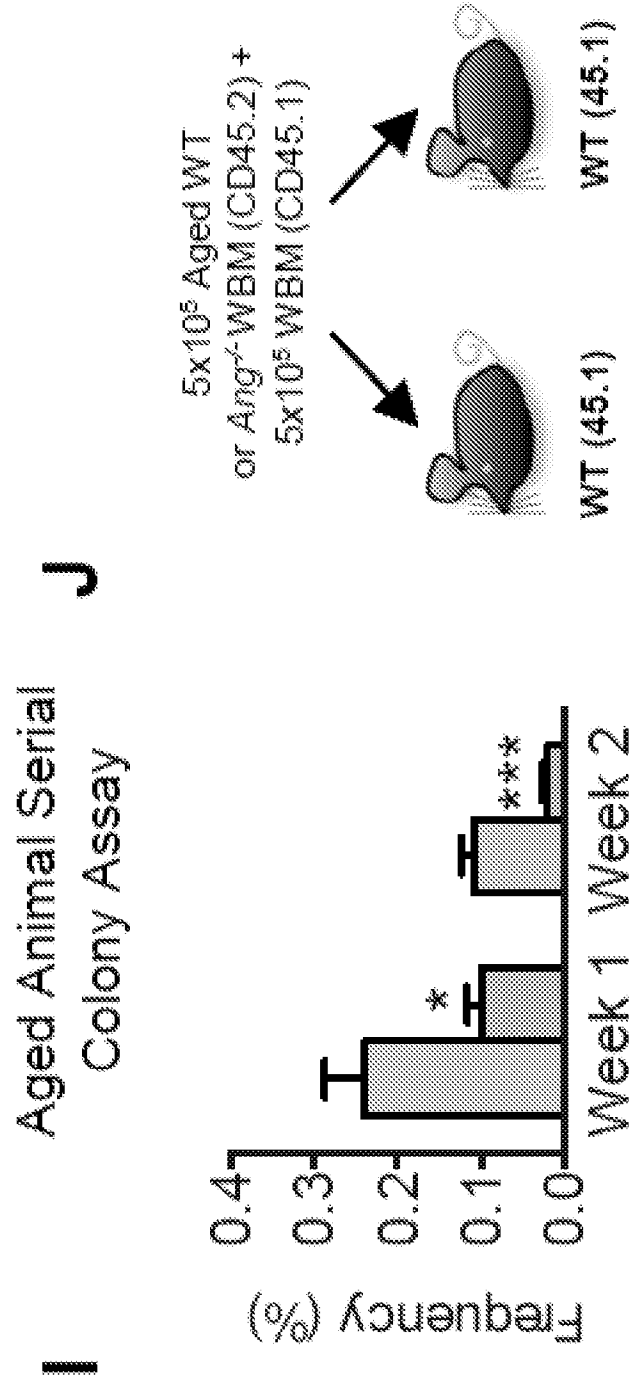 I
Aged Animal Serial
Colony Assay
Frequency (%)
0.4
0.3
0.2
0.1
0.0
*
***
Week 1 Week 2
J
5x10⁵ Aged WT
or Ang⁻/⁻ WBM (CD45.2) +
5x10⁵ WBM (CD45.1)
WT (45.1)
WT (45.1)